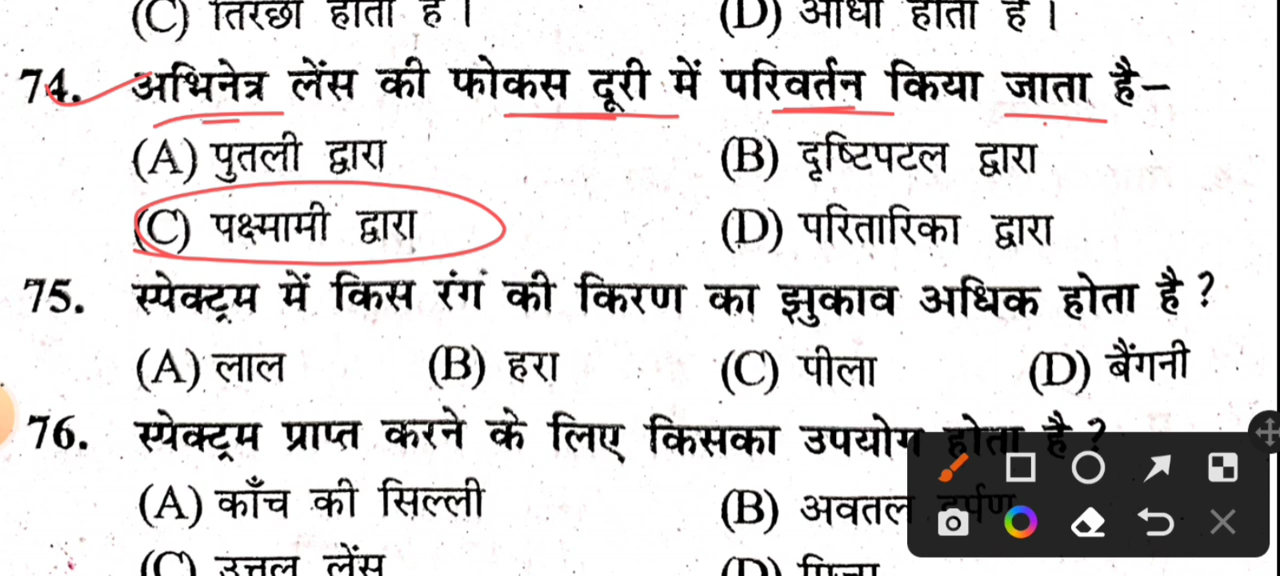 (C) तिरछा होता है । (D) आधा होता है ।
74. अभिनेत्र लेंस की फोकस दूरी में परिवर्तन किया जाता है–
(A) पुतली द्वारा (B) दृष्टिपटल द्वारा
(C) पक्ष्मामी द्वारा (D) परितारिका द्वारा
75. स्पेक्ट्रम में किस रंग की किरण का झुकाव अधिक होता है ?
(A) लाल (B) हरा (C) पीला (D) बैंगनी
76. स्पेक्ट्रम प्राप्त करने के लिए किसका उपयोग होता है ?
(A) काँच की सिल्ली (B) अवतल दर्पण
(C) उत्तल लेंस (D)